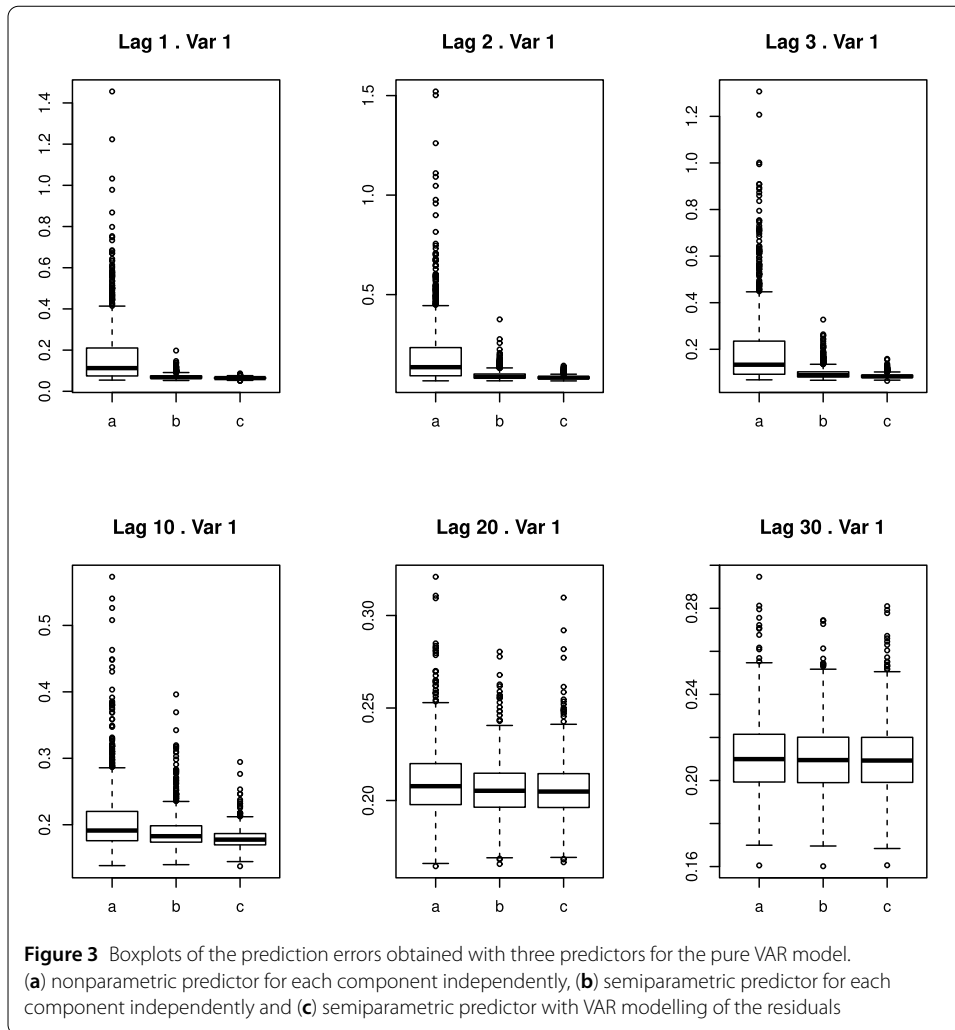 Lag 1 . Var 1
Lag 2 . Var 1
Lag 3 . Var 1
1.4
1.2
1.0
0.8
0.6
0.4
0.2
0.0
a b c
1.5
1.0
0.5
a b c
1.2
1.0
0.8
0.6
0.4
0.2
a b c
Lag 10 . Var 1
Lag 20 . Var 1
Lag 30 . Var 1
0.5
0.4
0.3
0.2
a b c
0.30
0.25
0.20
a b c
0.28
0.24
0.20
0.16
a b c
Figure 3 Boxplots of the prediction errors obtained with three predictors for the pure VAR model.
(a) nonparametric predictor for each component independently, (b) semiparametric predictor for each
component independently and (c) semiparametric predictor with VAR modelling of the residuals